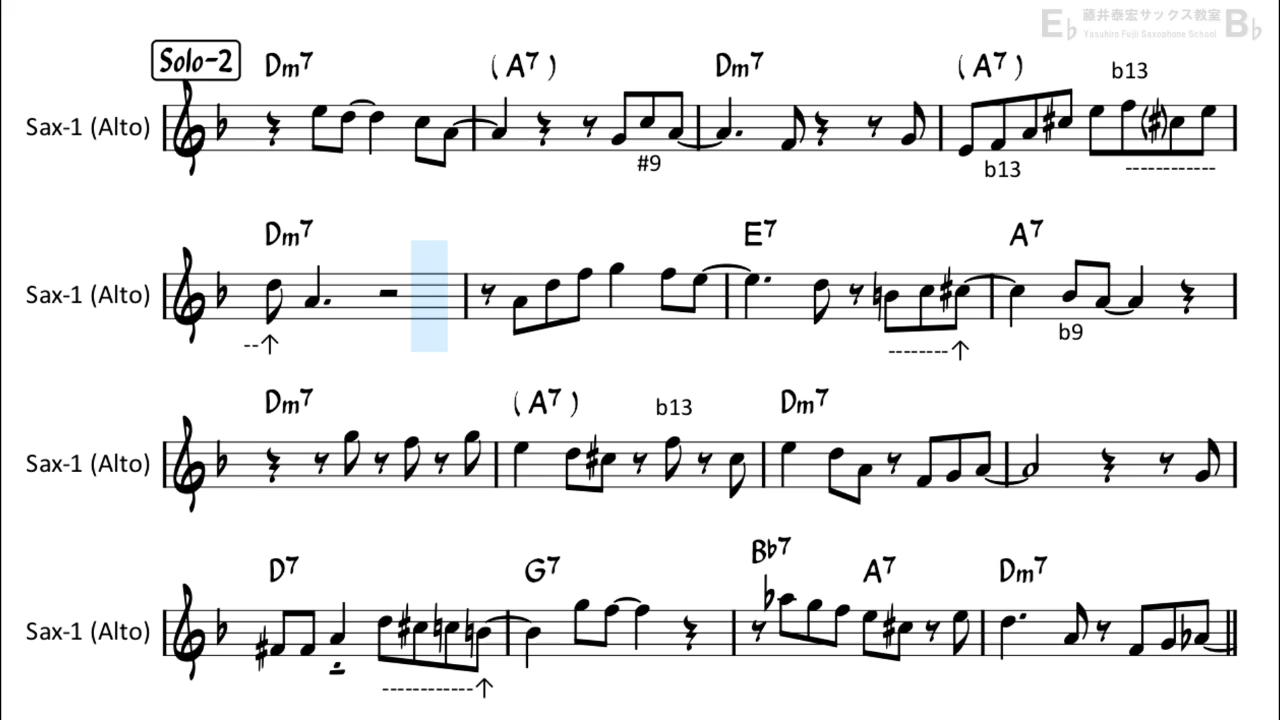 E♭ 藤井泰宏サックス教室 B♭
Yasuhiro Fujii Saxophone School
Solo-2 Dm7 ( A7 ) Dm7 ( A7 ) b13
Sax-1 (Alto)
#9 b13
Dm7 E7 A7
Sax-1 (Alto)
b9
Dm7 ( A7 ) b13 Dm7
Sax-1 (Alto)
D7 G7 Bb7 A7 Dm7
Sax-1 (Alto)